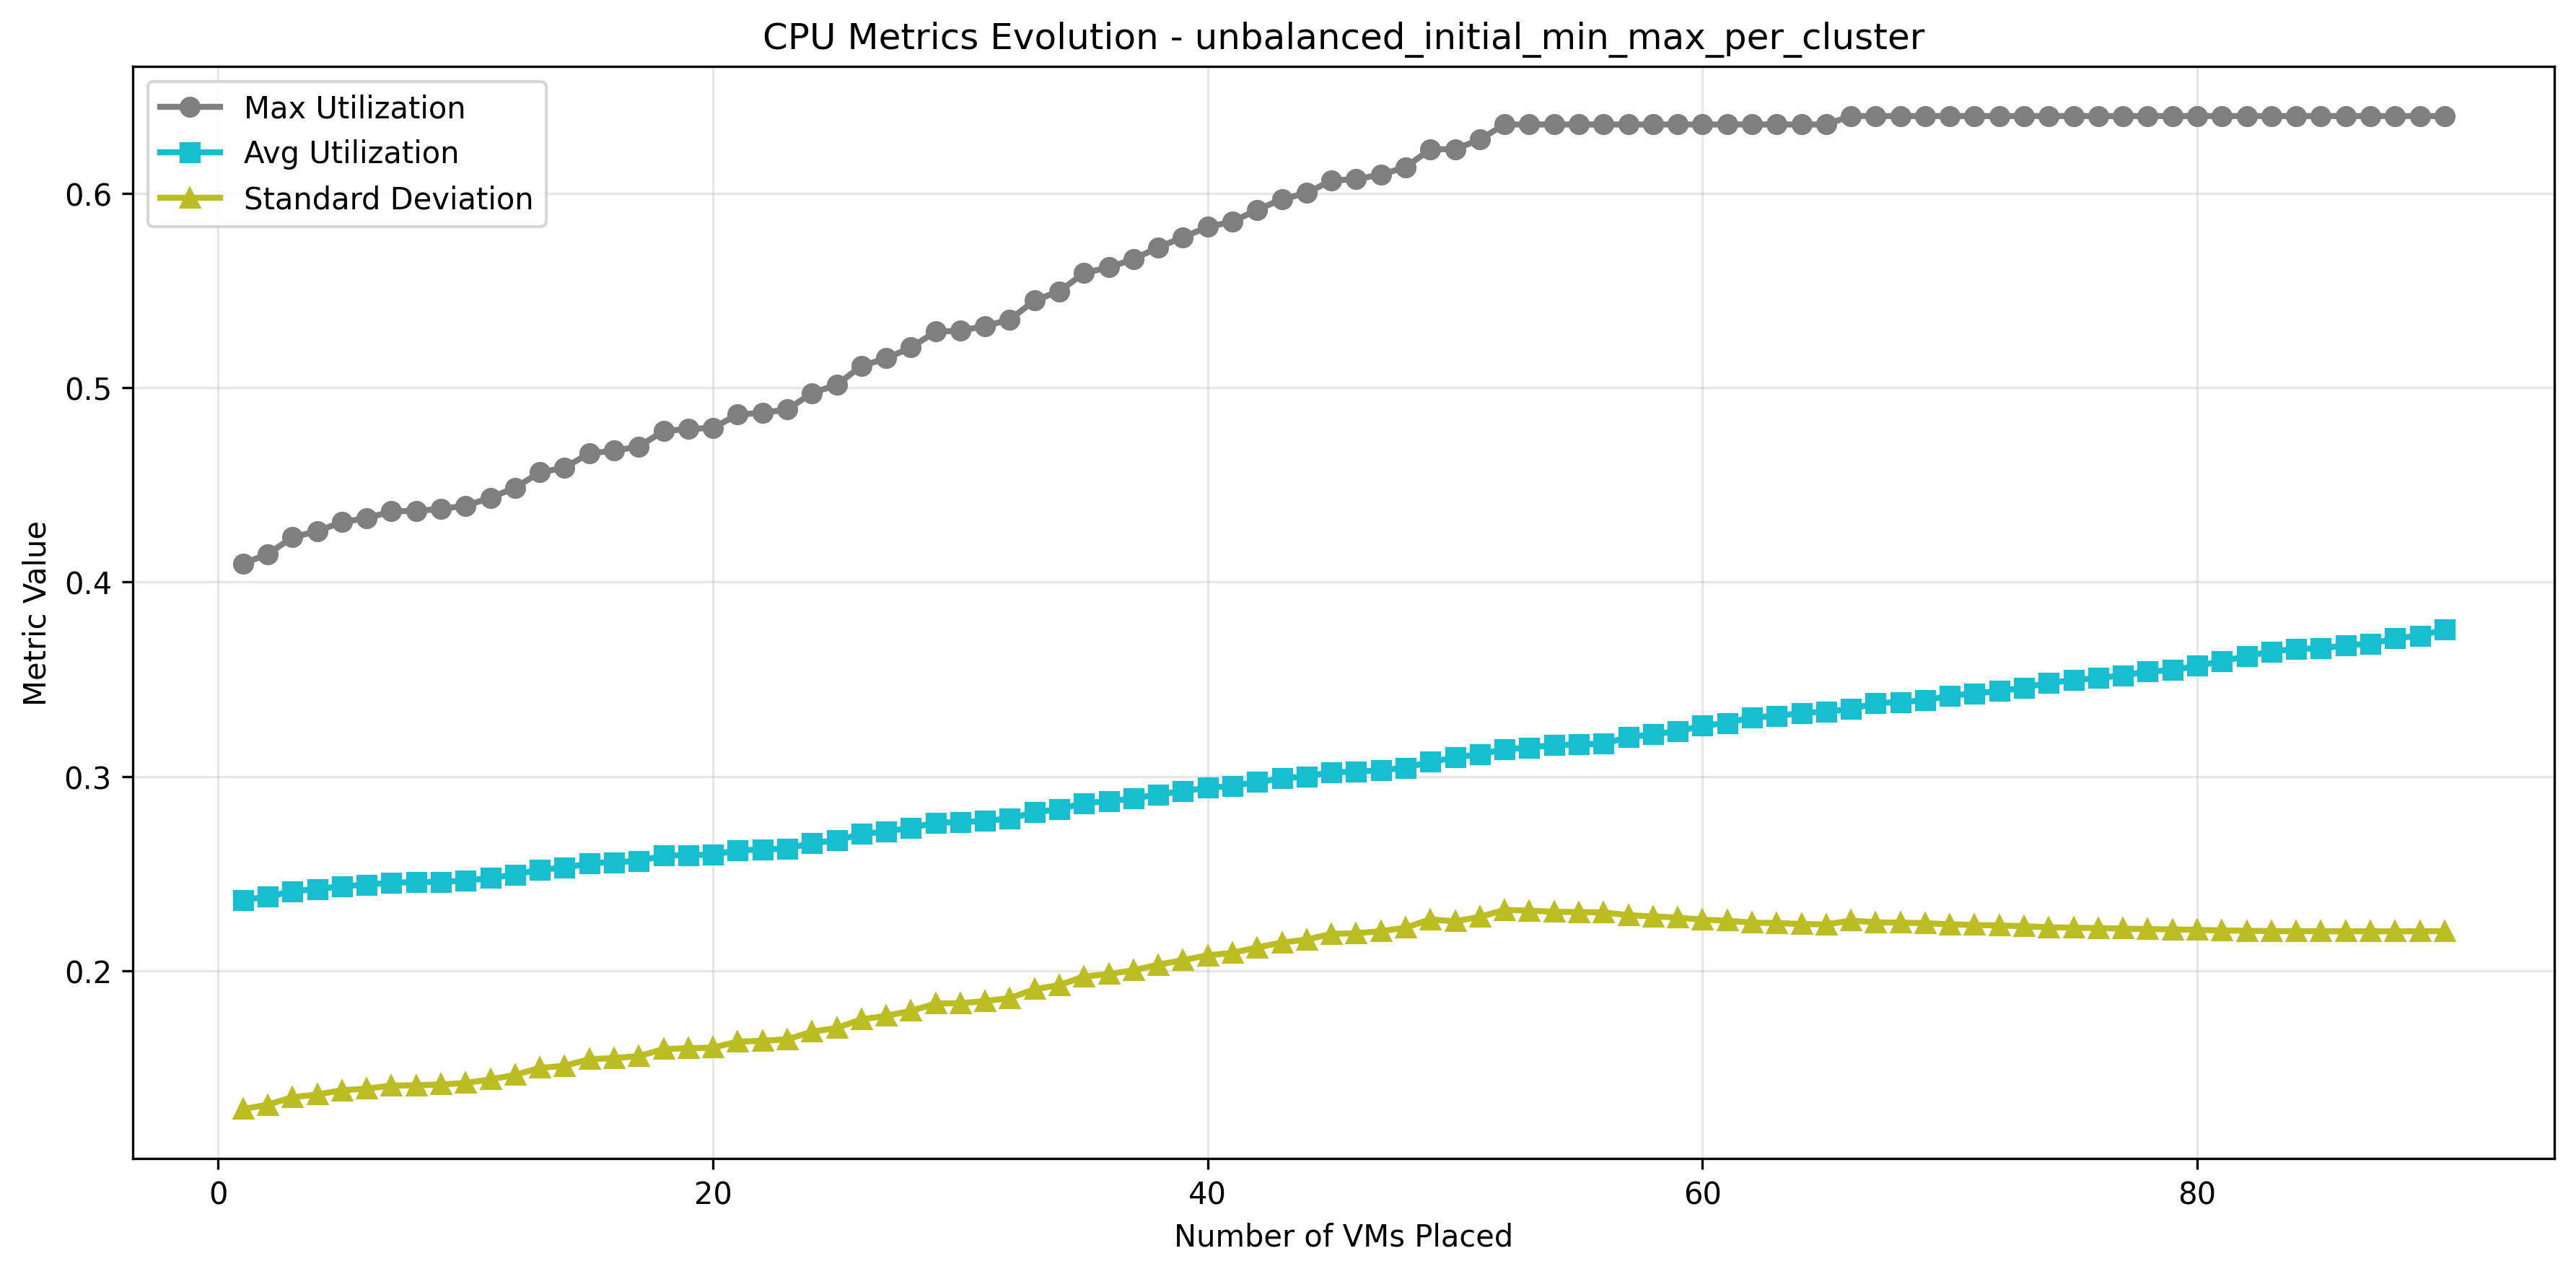 CPU Metrics Evolution - unbalanced_initial_min_max_per_cluster
Max Utilization
Avg Utilization
Standard Deviation
Metric Value
0.6
0.5
0.4
0.3
0.2
0 20 40 60 80
Number of VMs Placed